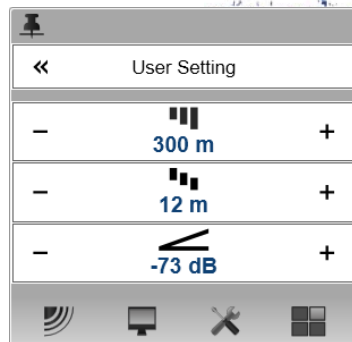 « User Setting
− 300 m +
− 12 m +
− -73 dB +